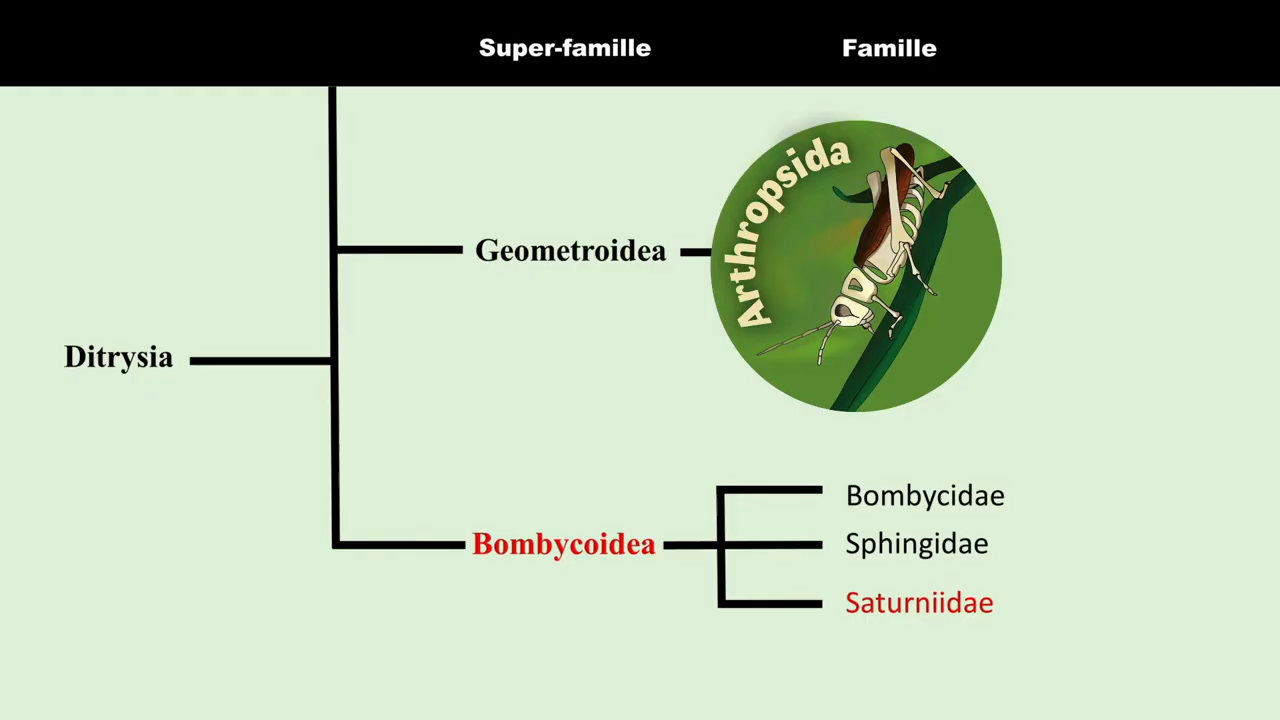 Super-famille
Famille
Arthropsida
Geometroidea
Ditrysia
Bombycidae
Bombycoidea
Sphingidae
Saturniidae